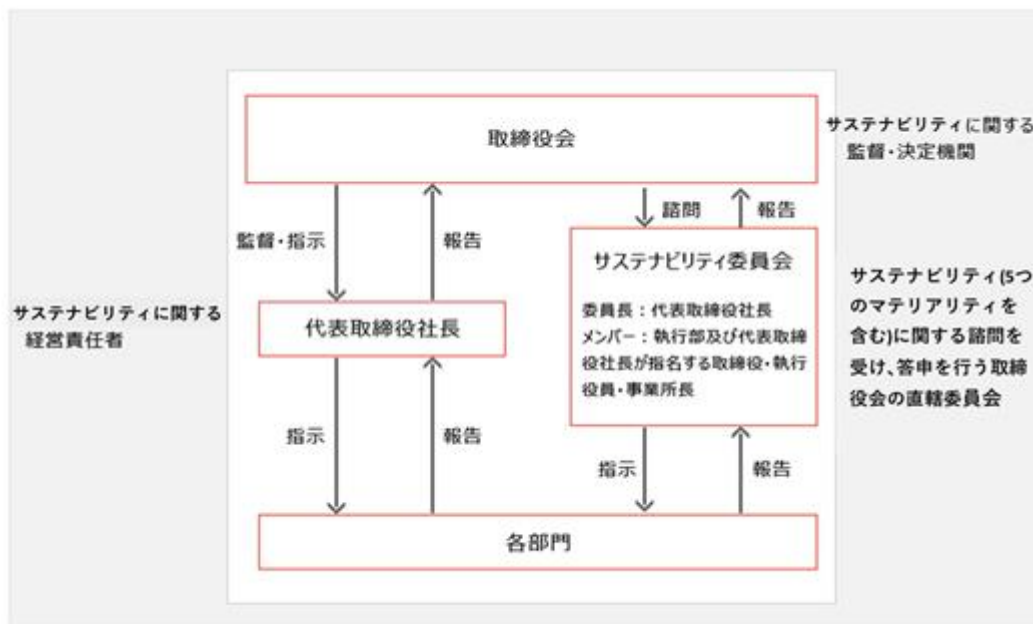 取締役会
サステナビリティに関する
監督・決定機関
監督・指示
報告
諮問
報告
サステナビリティ委員会
委員長：代表取締役社長
メンバー：執行部及び代表取締
役社長が指名する取締役・執行
役員・事業所長
サステナビリティ(5つ
のマテリアリティを
含む)に関する諮問を
受け、答申を行う取締
役会の直轄委員会
サステナビリティに関する
経営責任者
代表取締役社長
指示
報告
指示
報告
各部門